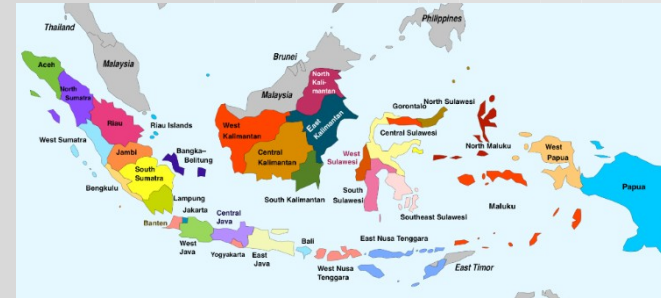 Philippines
Thailand
Brunei
Malaysia
Aceh
North
Sumatra
Malaysia
North
Kali-
mantan
Riau
Riau Islands
West Sumatra
Jambi
Bangka–
Belitung
South
Sumatra
Bengkulu
Lampung
West
Kalimantan
Central
Kalimantan
East
Kalimantan
South Kalimantan
Gorontalo
North Sulawesi
Central Sulawesi
West
Sulawesi
South
Sulawesi
Southeast Sulawesi
North Maluku
Maluku
West
Papua
Papua
Banten
Jakarta
West
Java
Central
Java
Yogyakarta
East
Java
Bali
West Nusa
Tenggara
East Nusa Tenggara
East Timor